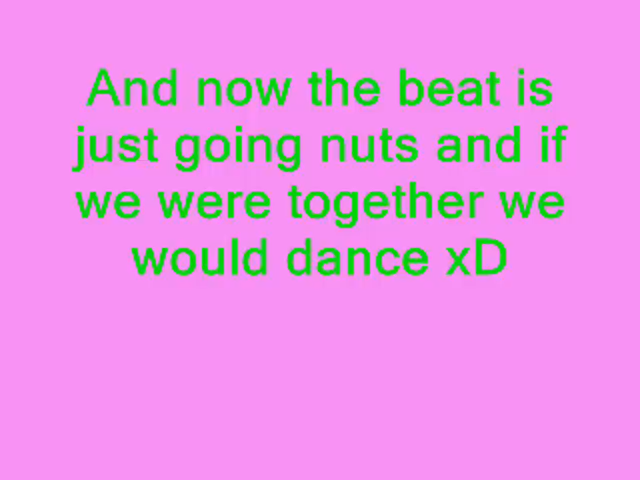 And now the beat is
just going nuts and if
we were together we
would dance xD